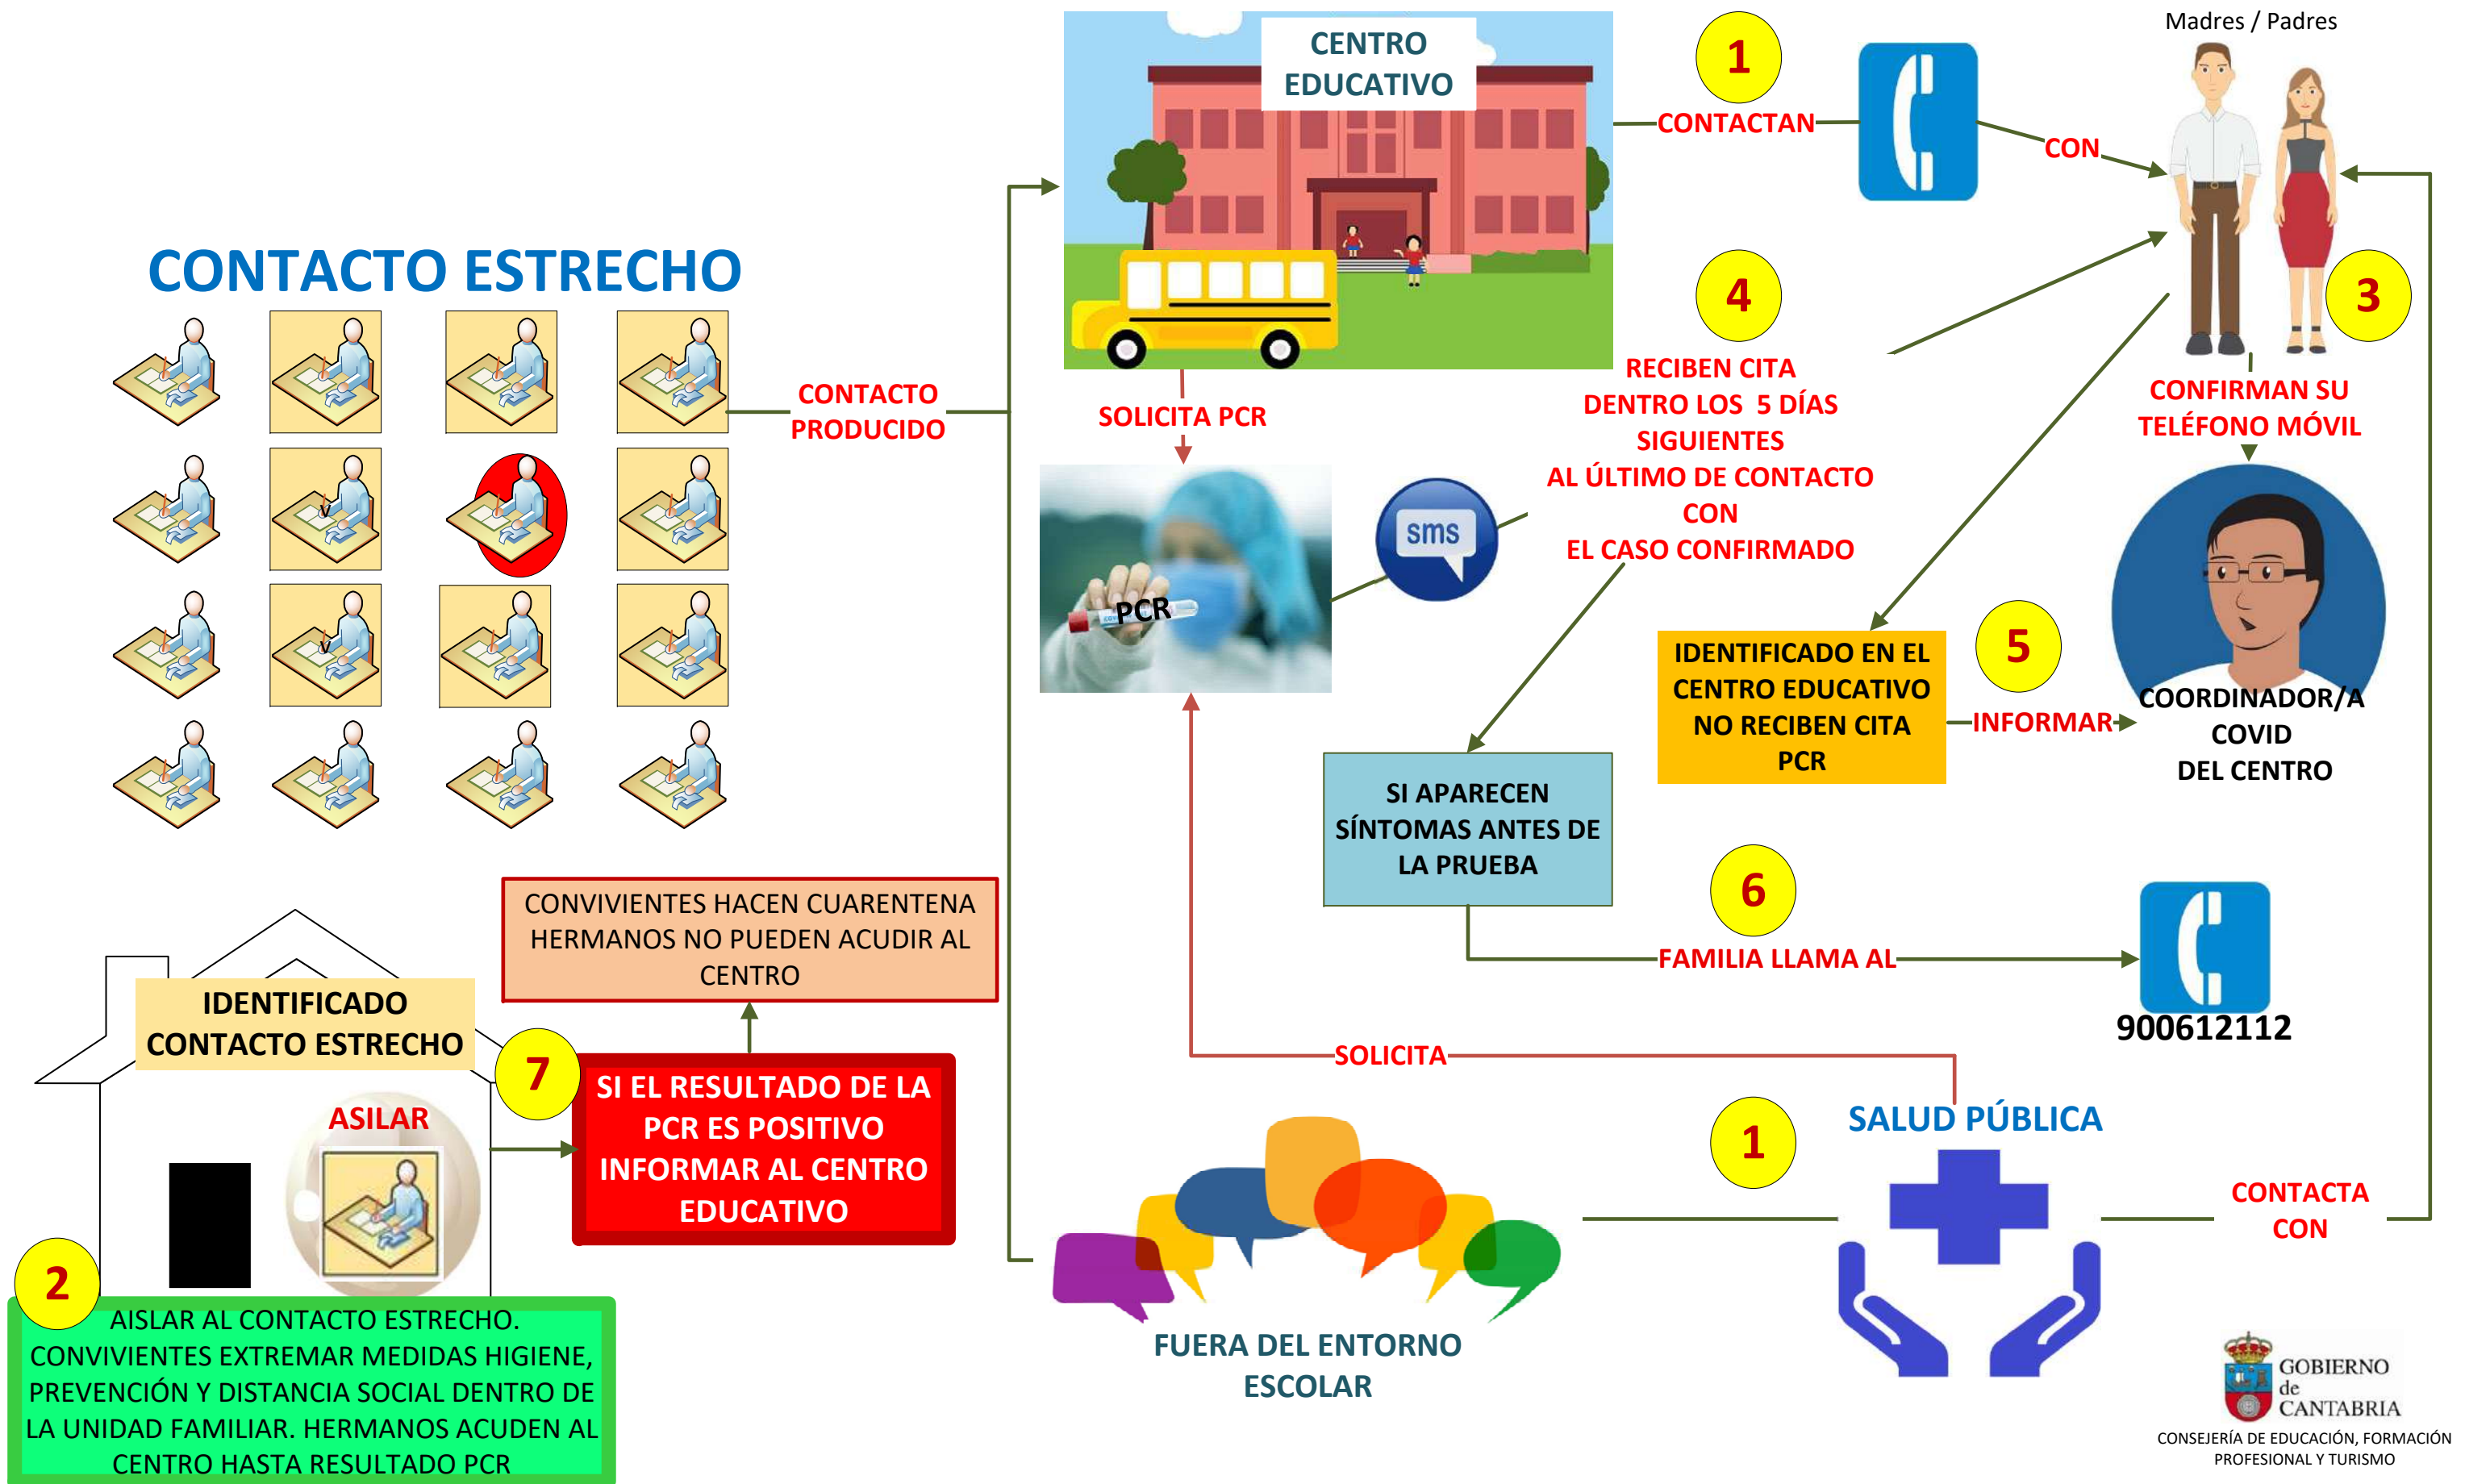 CONTACTO ESTRECHO
V
V
CONTACTO
PRODUCIDO
CENTRO
EDUCATIVO
1
CONTACTAN
CON
Madres / Padres
SOLICITA PCR
PCR
sms
4
RECIBEN CITA
DENTRO LOS 5 DÍAS
SIGUIENTES
AL ÚLTIMO DE CONTACTO
CON
EL CASO CONFIRMADO
3
CONFIRMAN SU
TELÉFONO MÓVIL
COORDINADOR/A
COVID
DEL CENTRO
IDENTIFICADO EN EL
CENTRO EDUCATIVO
NO RECIBEN CITA
PCR
5
INFORMAR
SI APARECEN
SÍNTOMAS ANTES DE
LA PRUEBA
6
FAMILIA LLAMA AL
900612112
CONVIVIENTES HACEN CUARENTENA
HERMANOS NO PUEDEN ACUDIR AL
CENTRO
IDENTIFICADO
CONTACTO ESTRECHO
ASILAR
7
SI EL RESULTADO DE LA
PCR ES POSITIVO
INFORMAR AL CENTRO
EDUCATIVO
2
AISLAR AL CONTACTO ESTRECHO.
CONVIVIENTES EXTREMAR MEDIDAS HIGIENE,
PREVENCIÓN Y DISTANCIA SOCIAL DENTRO DE
LA UNIDAD FAMILIAR. HERMANOS ACUDEN AL
CENTRO HASTA RESULTADO PCR
SOLICITA
FUERA DEL ENTORNO
ESCOLAR
1
SALUD PÚBLICA
CONTACTA
CON
GOBIERNO
de
CANTABRIA
CONSEJERÍA DE EDUCACIÓN, FORMACIÓN
PROFESIONAL Y TURISMO